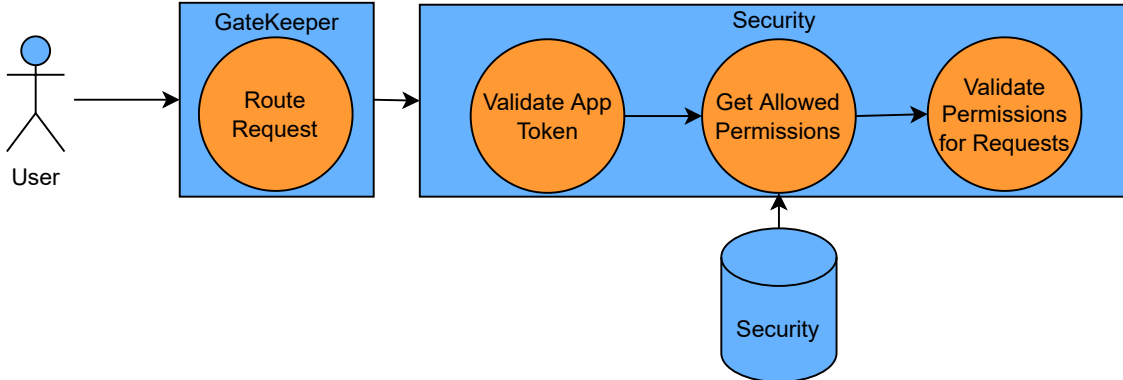 GateKeeper
Security
Route
Request
Validate App
Token
Get Allowed
Permissions
Validate
Permissions
for Requests
User
Security